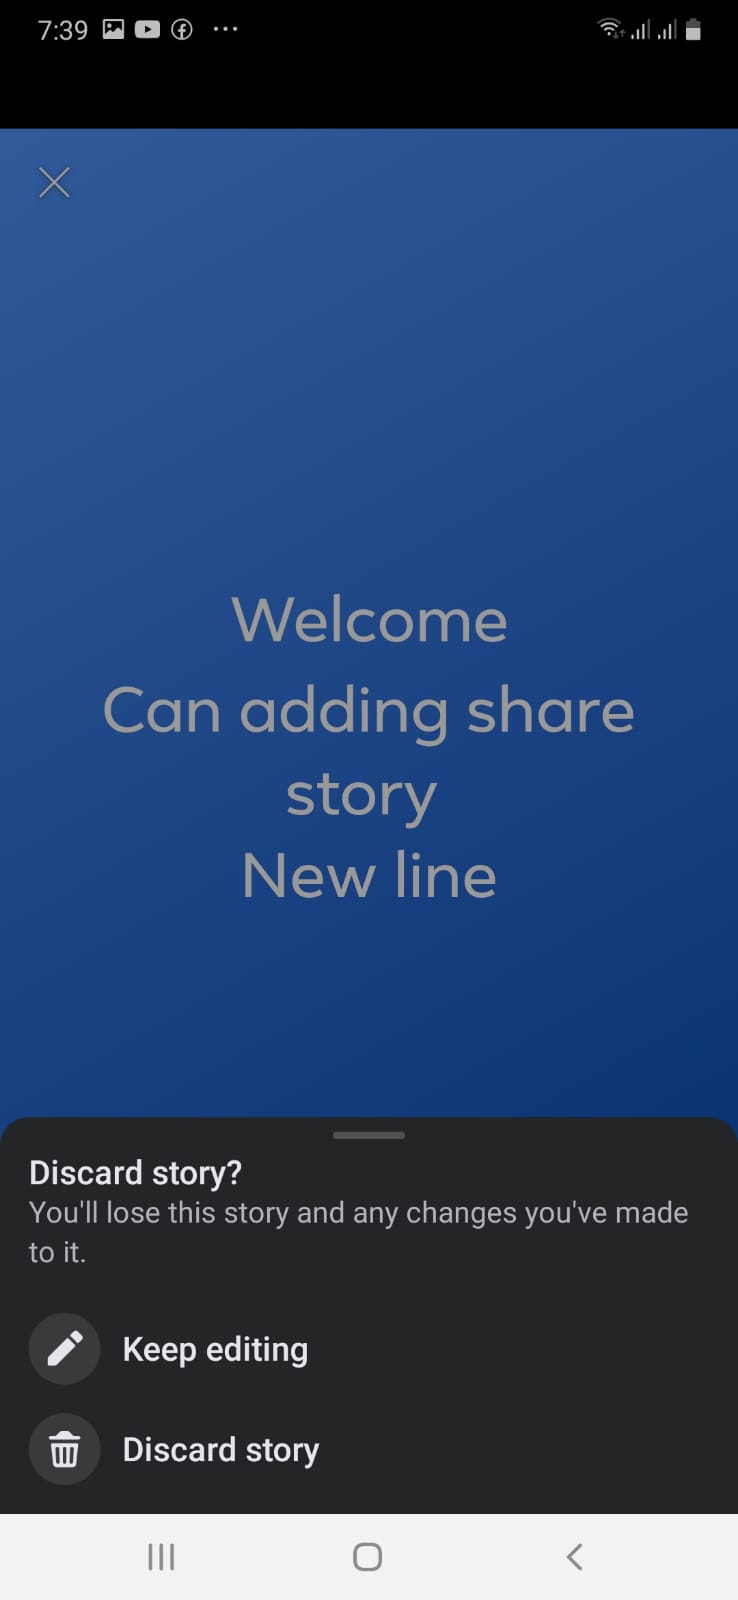 7:39
Welcome
Can adding share
story
New line
Discard story?
You'll lose this story and any changes you've made
to it.
Keep editing
Discard story